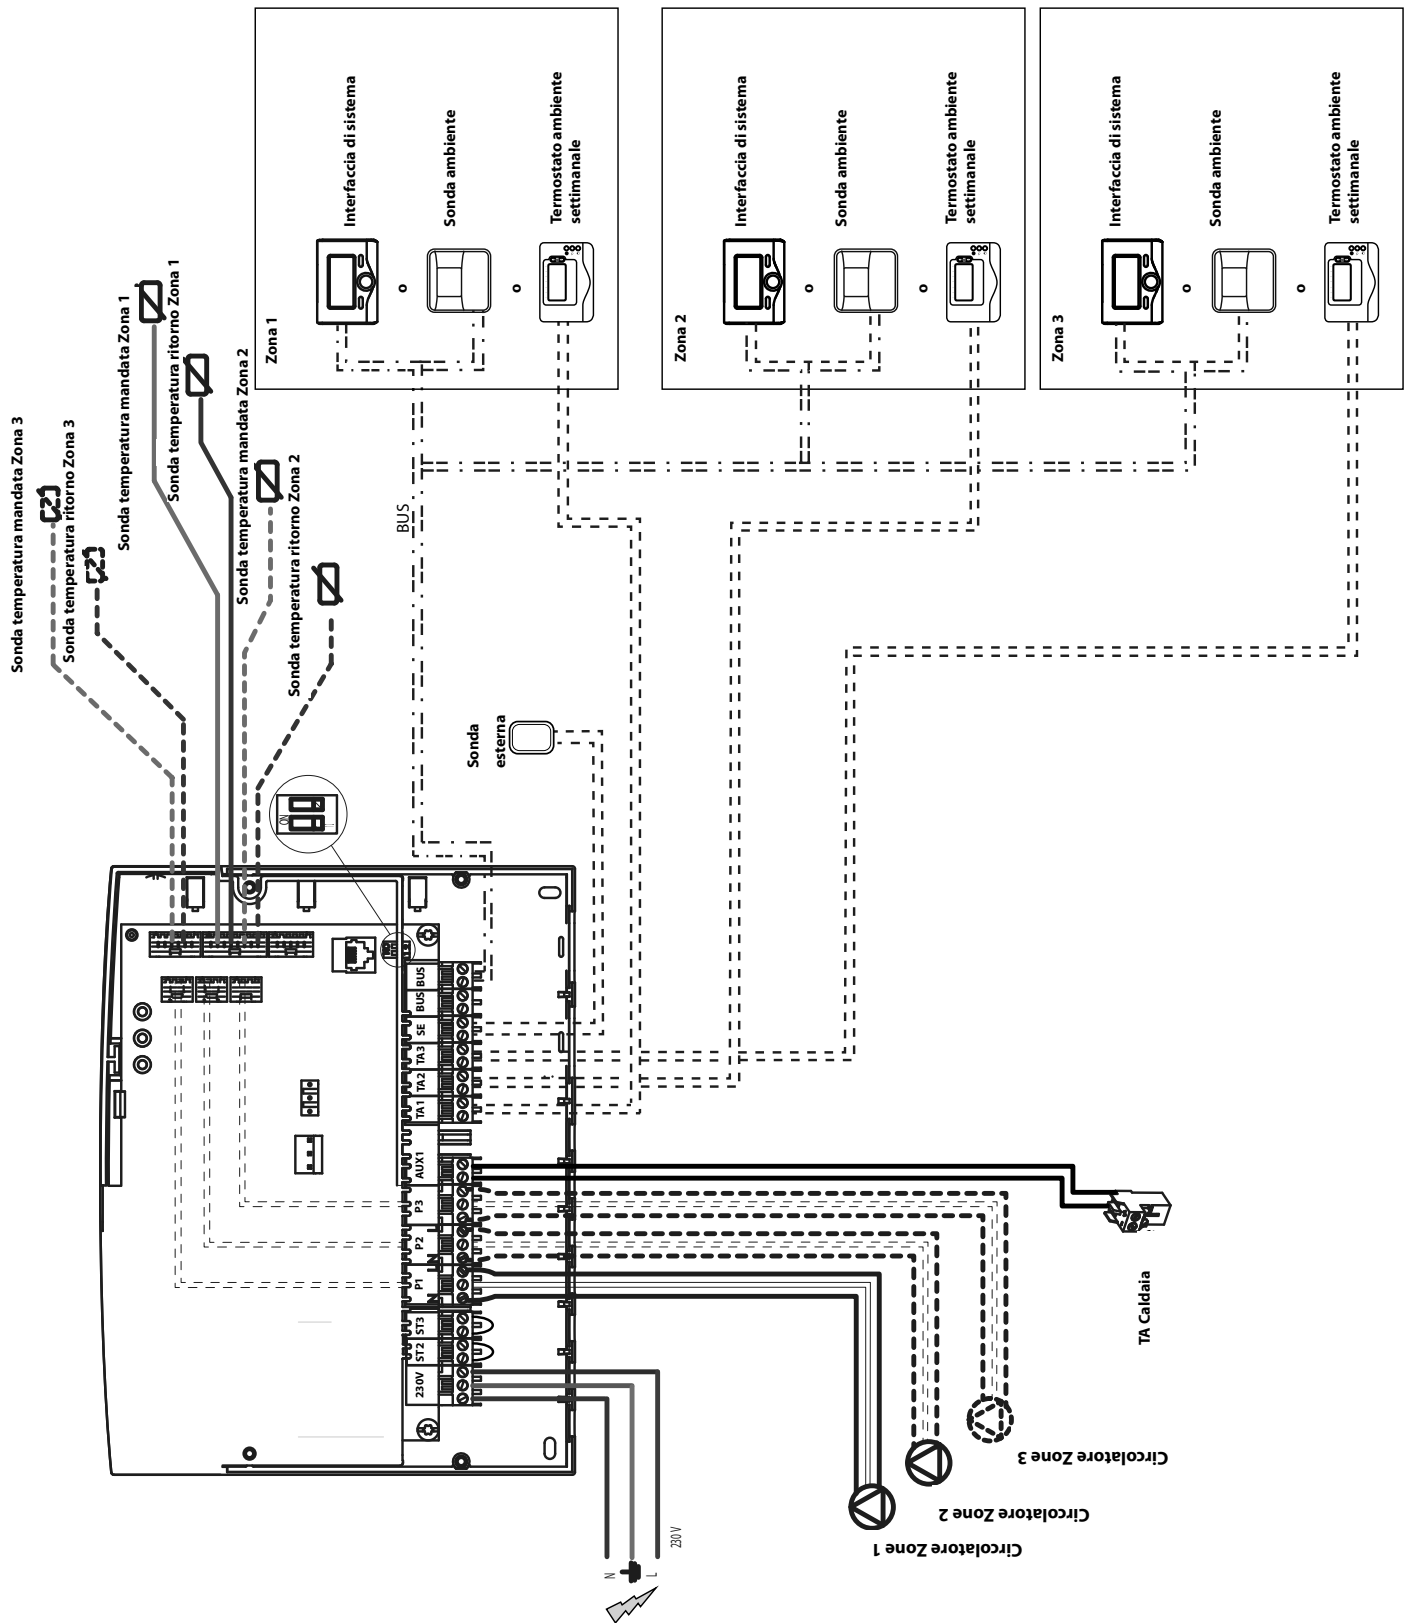 Sonda temperatura mandata Zona 3
Sonda temperatura ritorno Zona 3
Sonda temperatura mandata Zona 1
Sonda temperatura ritorno Zona 1
Sonda temperatura mandata Zona 2
Sonda temperatura ritorno Zona 2
Zona 1
Interfaccia di sistema
o
Sonda ambiente
o
Termostato ambiente
settimanale
Zona 2
Interfaccia di sistema
o
Sonda ambiente
o
Termostato ambiente
settimanale
Zona 3
Interfaccia di sistema
o
Sonda ambiente
o
Termostato ambiente
settimanale
BUS
Sonda
esterna
ON
230V
ST2
ST3
P1
P2
P3
AUX1
TA1
TA2
TA3
SE
BUS
BUS
N
L
N
L
N
TA Caldaia
Circolatore Zone 1
Circolatore Zone 2
Circolatore Zone 3
N
L
230 V